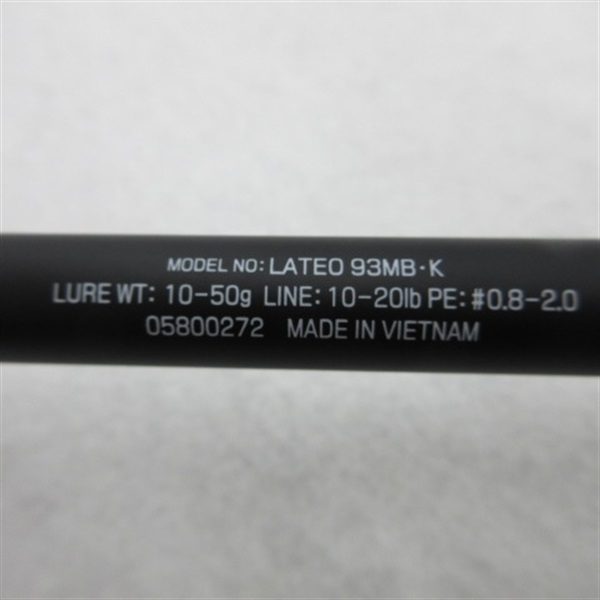 MODEL NO: LATEO 93MB・K
LURE WT: 10-50g LINE: 10-20lb PE: #0.8-2.0
05800272 MADE IN VIETNAM